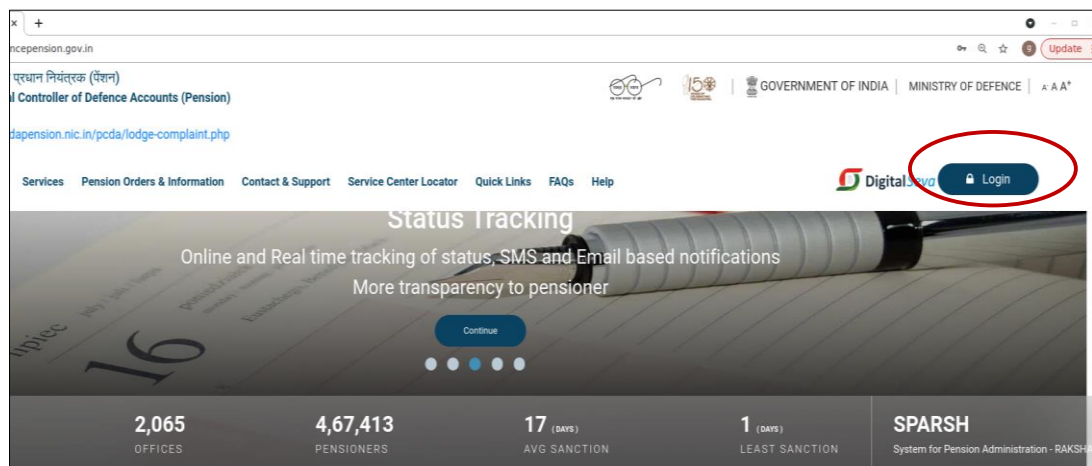 ncepension.gov.in
Update
प्रधान नियंत्रक (पेंशन)
l Controller of Defence Accounts (Pension)
GOVERNMENT OF INDIA | MINISTRY OF DEFENCE | A- A A+
dapension.nic.in/pcda/lodge-complaint.php
Services Pension Orders & Information Contact & Support Service Center Locator Quick Links FAQs Help
Digital Seva
Login
Status Tracking
Online and Real time tracking of status, SMS and Email based notifications
More transparency to pensioner
Continue
16
2,065 4,67,413 17 (DAYS) 1 (DAYS) SPARSH
OFFICES PENSIONERS AVG SANCTION LEAST SANCTION System for Pension Administration - RAKSHA